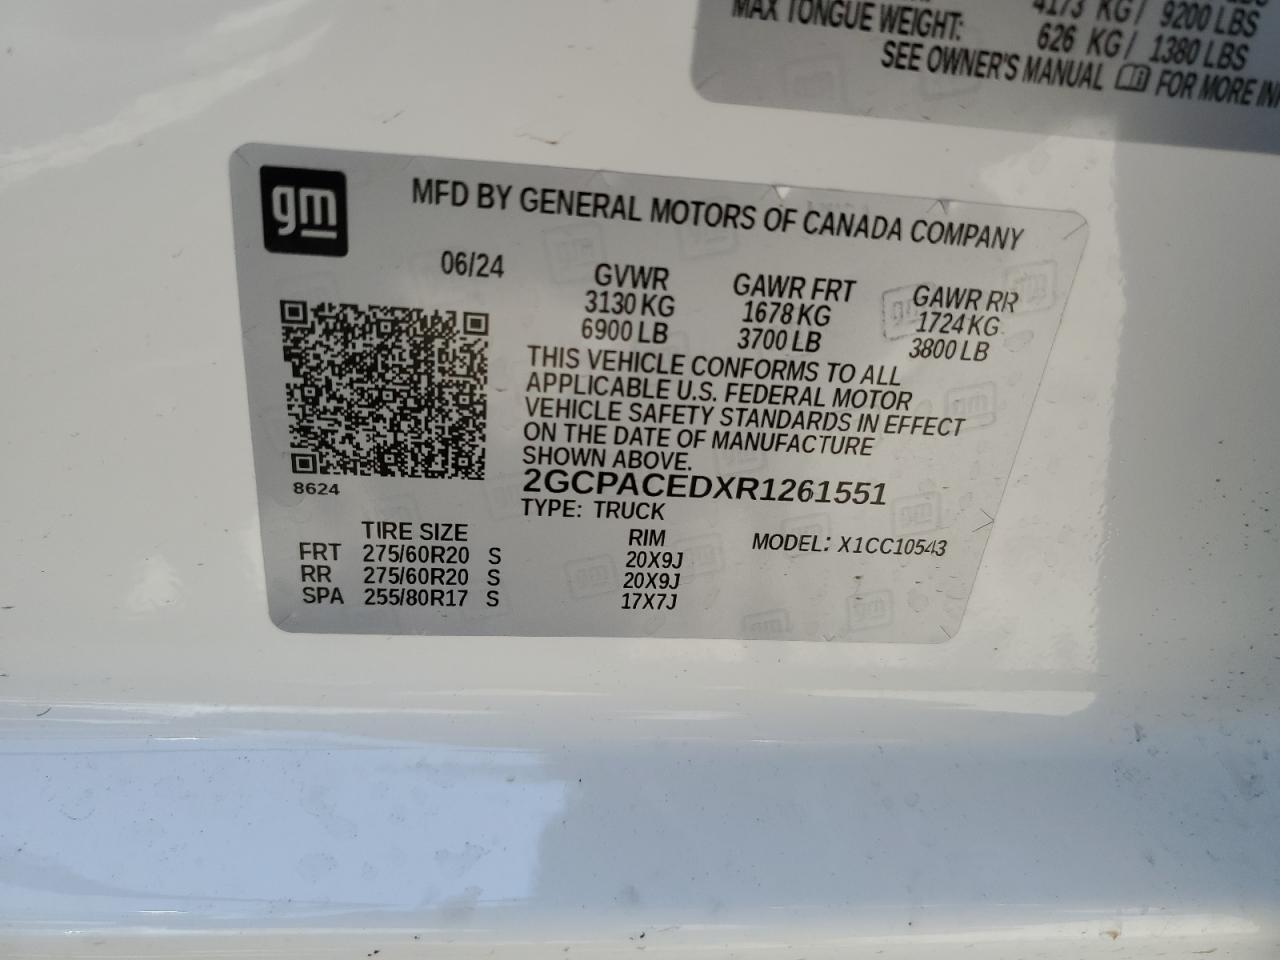 4173 KG/ 9200 LBS
MAX TONGUE WEIGHT: 626 KG/ 1380 LBS
SEE OWNER'S MANUAL FOR MORE
gm
MFD BY GENERAL MOTORS OF CANADA COMPANY
06/24
GVWR GAWR FRT GAWR RR
3130 KG 1678 KG 1724 KG
6900 LB 3700 LB 3800 LB
THIS VEHICLE CONFORMS TO ALL
APPLICABLE U.S. FEDERAL MOTOR
VEHICLE SAFETY STANDARDS IN EFFECT
ON THE DATE OF MANUFACTURE
SHOWN ABOVE.
2GCPACEDXR1261551
8624
TYPE: TRUCK
TIRE SIZE RIM MODEL: X1CC10543
FRT 275/60R20 S 20X9J
RR 275/60R20 S 20X9J
SPA 255/80R17 S 17X7J